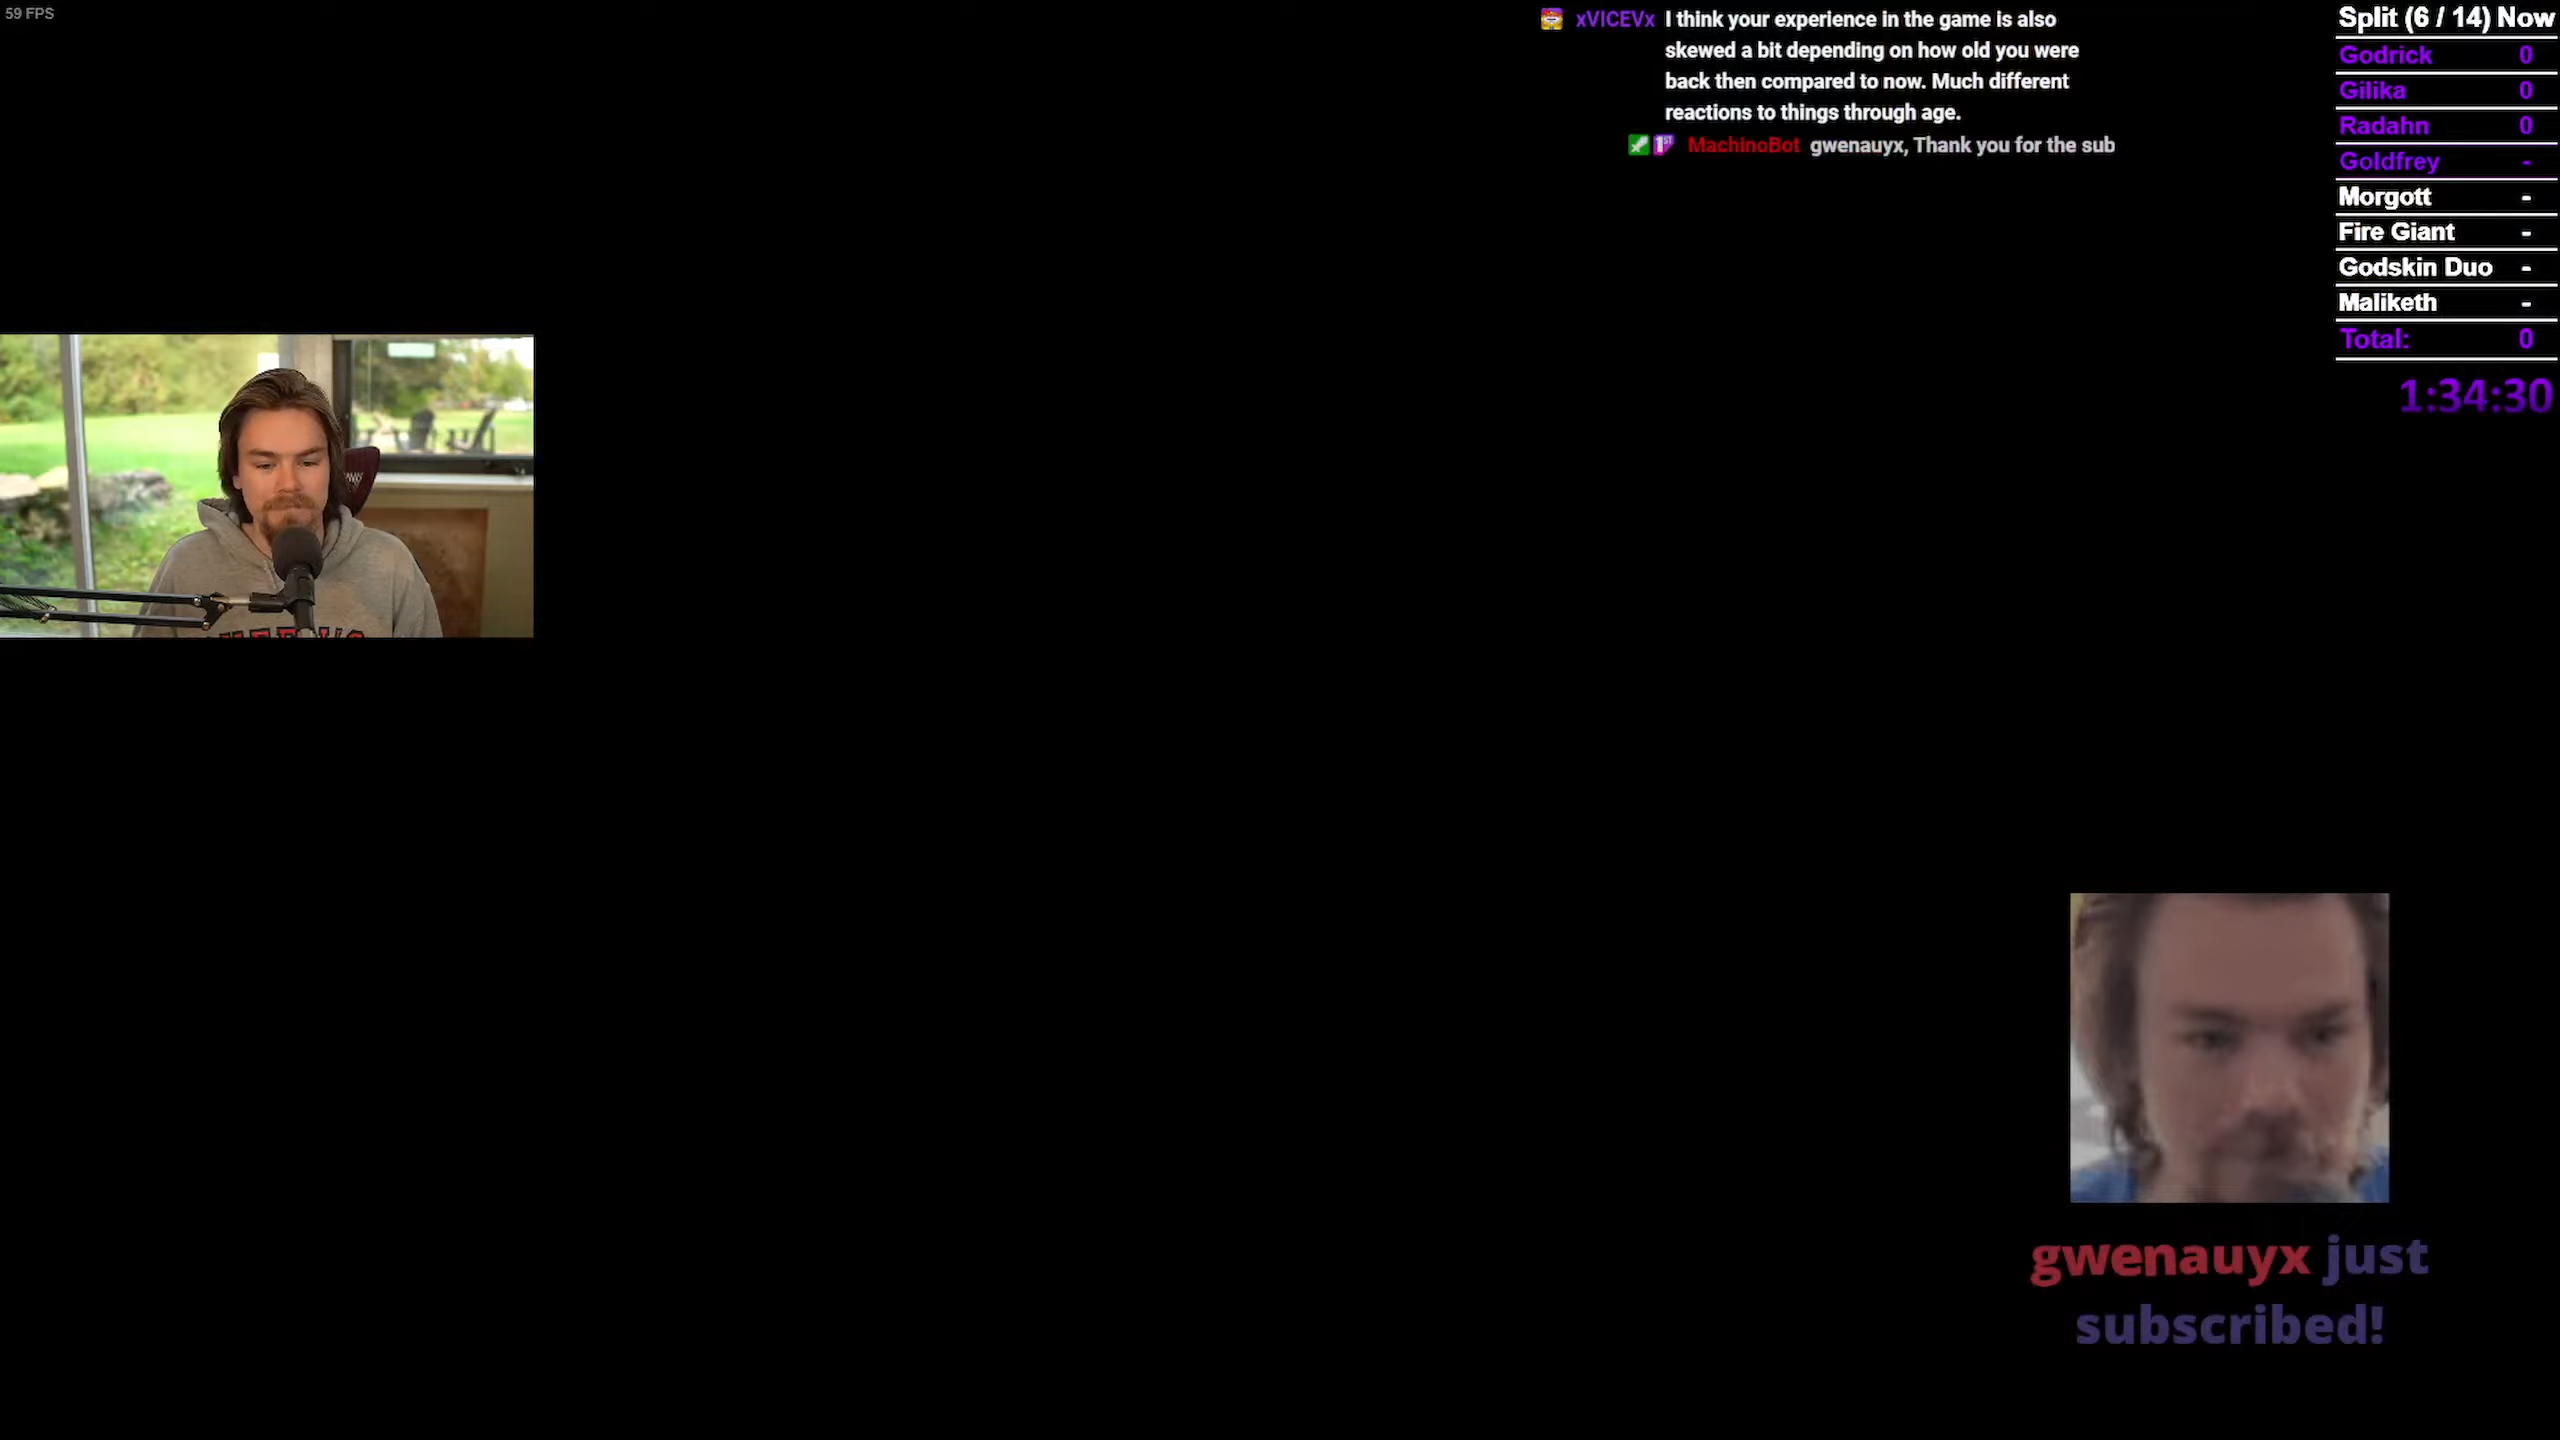 59 FPS
xVICEVx I think your experience in the game is also
skewed a bit depending on how old you were
back then compared to now. Much different
reactions to things through age.
MachinoBot gwenauyx, Thank you for the sub
Split (6 / 14) Now
Godrick 0
Gilika 0
Radahn 0
Goldfrey -
Morgott -
Fire Giant -
Godskin Duo -
Maliketh -
Total: 0
1:34:30
gwenauyx just
subscribed!